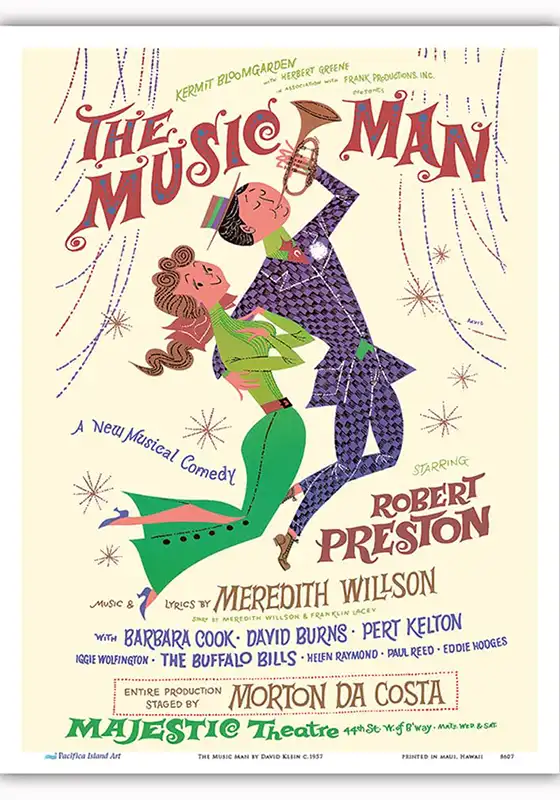 KERMIT BLOOMGARDEN
WITH HERBERT GREENE
IN ASSOCIATION WITH FRANK PRODUCTIONS, INC.
PRESENTS
THE MUSIC MAN
KLEIN
A New Musical Comedy
STARRING
ROBERT PRESTON
MUSIC & LYRICS BY MEREDITH WILLSON
STORY BY MEREDITH WILLSON & FRANKLIN LACEY
WITH BARBARA COOK · DAVID BURNS · PERT KELTON
IGGIE WOLFINGTON · THE BUFFALO BILLS · HELEN RAYMOND · PAUL REED · EDDIE HODGES
ENTIRE PRODUCTION STAGED BY MORTON DA COSTA
MAJESTIC Theatre 44th St. W. of B'way · MATS. WED & SAT.
Pacifica Island Art
THE MUSIC MAN BY DAVID KLEIN C.1957
PRINTED IN MAUI, HAWAII
8607